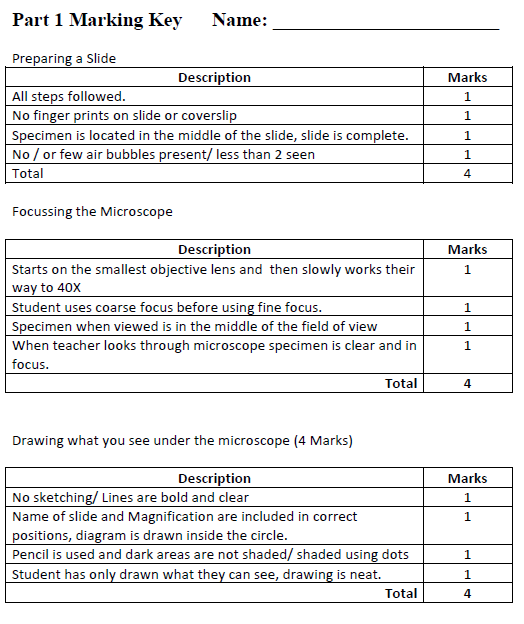 Part 1 Marking Key Name: ___________________________
Preparing a Slide
Description Marks
All steps followed. 1
No finger prints on slide or coverslip 1
Specimen is located in the middle of the slide, slide is complete. 1
No / or few air bubbles present/ less than 2 seen 1
Total 4
Focussing the Microscope
Description Marks
Starts on the smallest objective lens and then slowly works their 1
way to 40X
Student uses coarse focus before using fine focus. 1
Specimen when viewed is in the middle of the field of view 1
When teacher looks through microscope specimen is clear and in 1
focus.
Total 4
Drawing what you see under the microscope (4 Marks)
Description Marks
No sketching/ Lines are bold and clear 1
Name of slide and Magnification are included in correct 1
positions, diagram is drawn inside the circle.
Pencil is used and dark areas are not shaded/ shaded using dots 1
Student has only drawn what they can see, drawing is neat. 1
Total 4